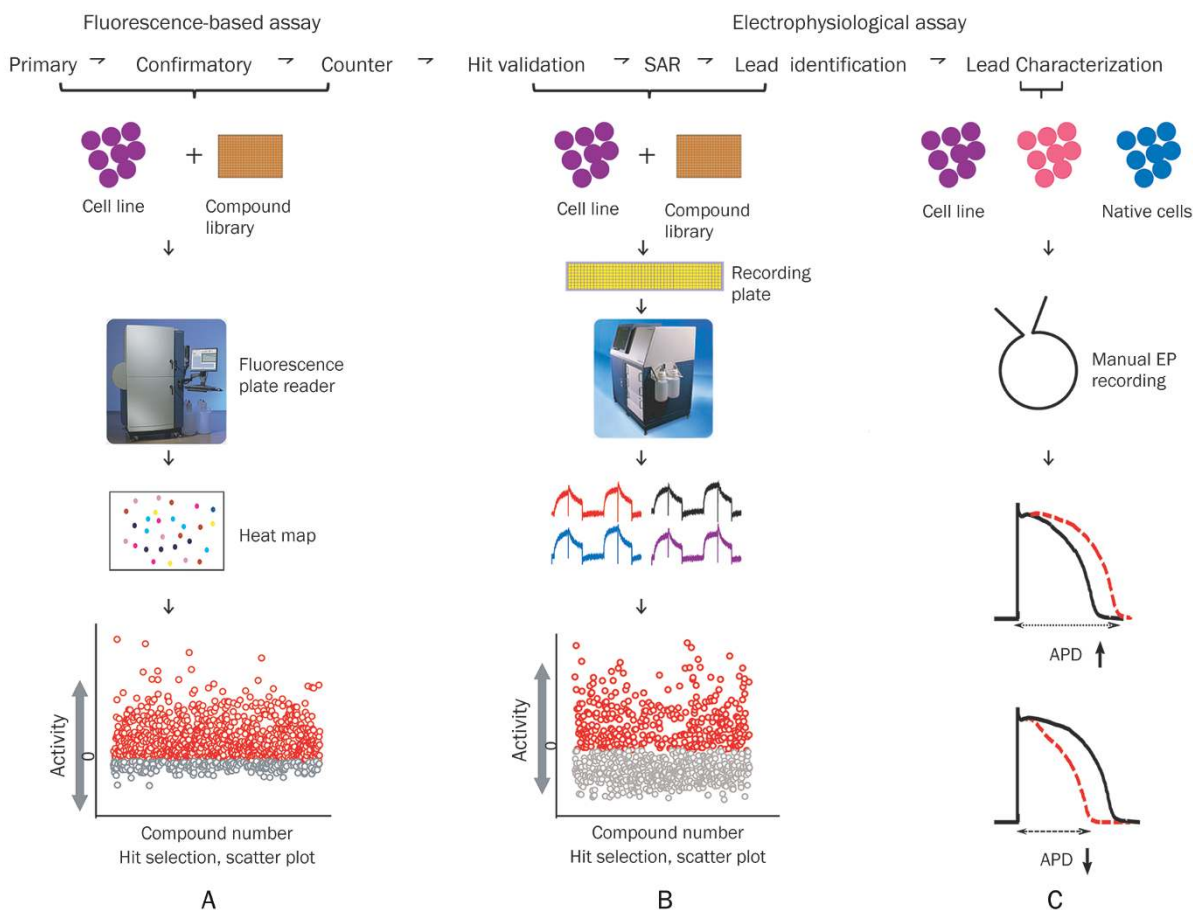 Fluorescence-based assay
Electrophysiological assay
Primary → Confirmatory → Counter → Hit validation → SAR → Lead identification → Lead Characterization
Cell line
+
Compound
library
Fluorescence
plate reader
Heat map
Activity
0
Compound number
Hit selection, scatter plot
A
Cell line
+
Compound
library
Recording
plate
Activity
0
Compound number
Hit selection, scatter plot
B
Cell line
Native cells
Manual EP
recording
APD
APD
C